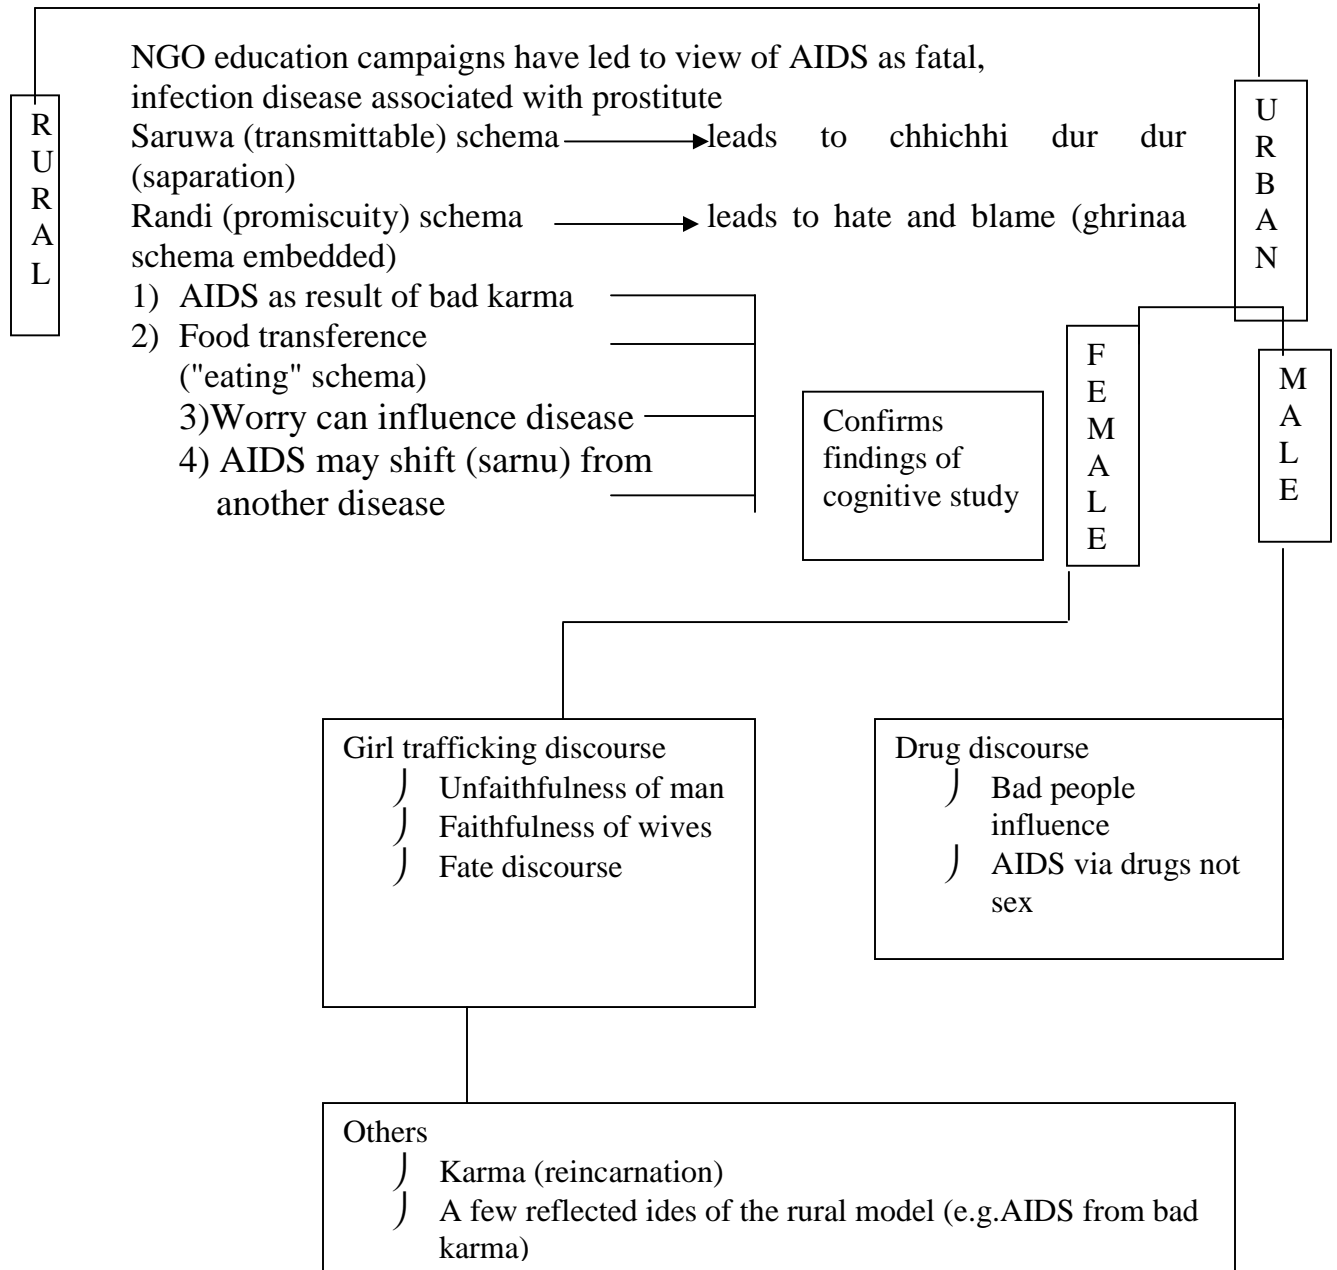 RURAL
NGO education campaigns have led to view of AIDS as fatal,
infection disease associated with prostitute
Saruwa (transmittable) schema leads to chhichhi dur dur
(saparation)
Randi (promiscuity) schema leads to hate and blame (ghrinaa
schema embedded)
1) AIDS as result of bad karma
2) Food transference
("eating" schema)
3)Worry can influence disease
4) AIDS may shift (sarnu) from
another disease
Confirms
findings of
cognitive study
URBAN
FEMALE
MALE
Girl trafficking discourse
Unfaithfulness of man
Faithfulness of wives
Fate discourse
Drug discourse
Bad people
influence
AIDS via drugs not
sex
Others
Karma (reincarnation)
A few reflected ides of the rural model (e.g.AIDS from bad
karma)